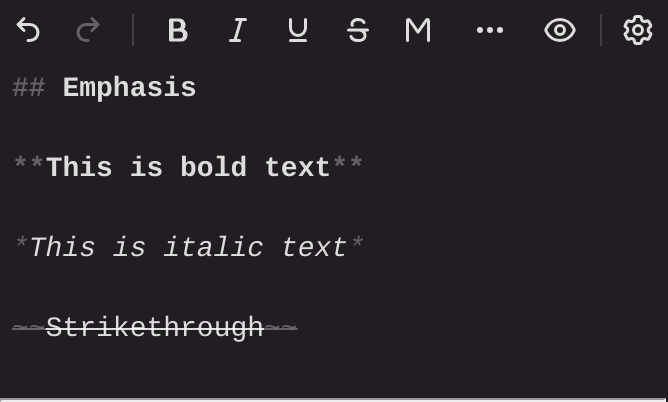 B I U S M
## Emphasis
**This is bold text**
*This is italic text*
~~Strikethrough~~